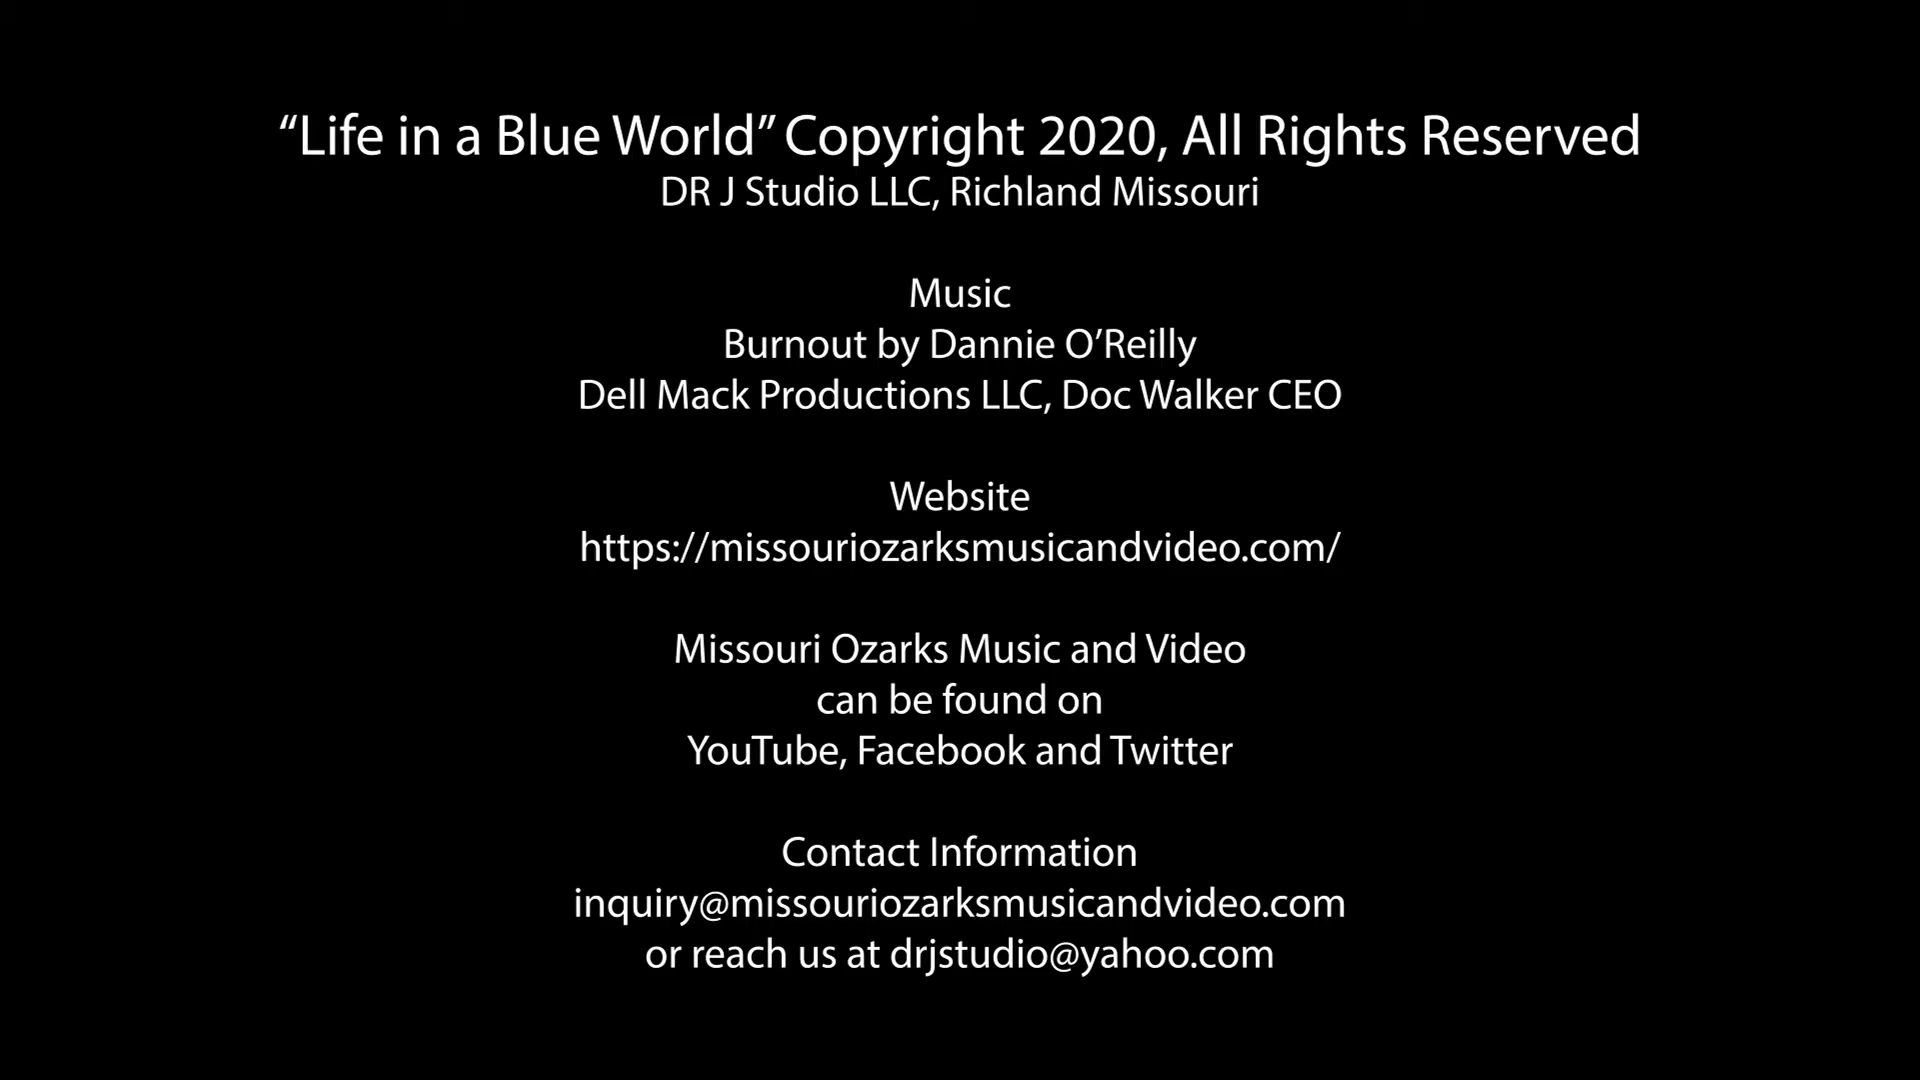 “Life in a Blue World” Copyright 2020, All Rights Reserved
DR J Studio LLC, Richland Missouri
Music
Burnout by Dannie O’Reilly
Dell Mack Productions LLC, Doc Walker CEO
Website
https://missouriozarksmusicandvideo.com/
Missouri Ozarks Music and Video
can be found on
YouTube, Facebook and Twitter
Contact Information
inquiry@missouriozarksmusicandvideo.com
or reach us at drjstudio@yahoo.com